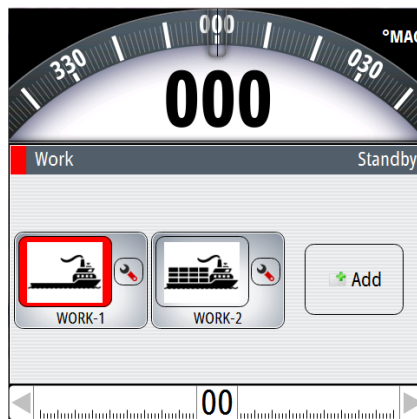 330 000 030
°MAG
000
Work Standby
WORK-1 WORK-2 Add
00